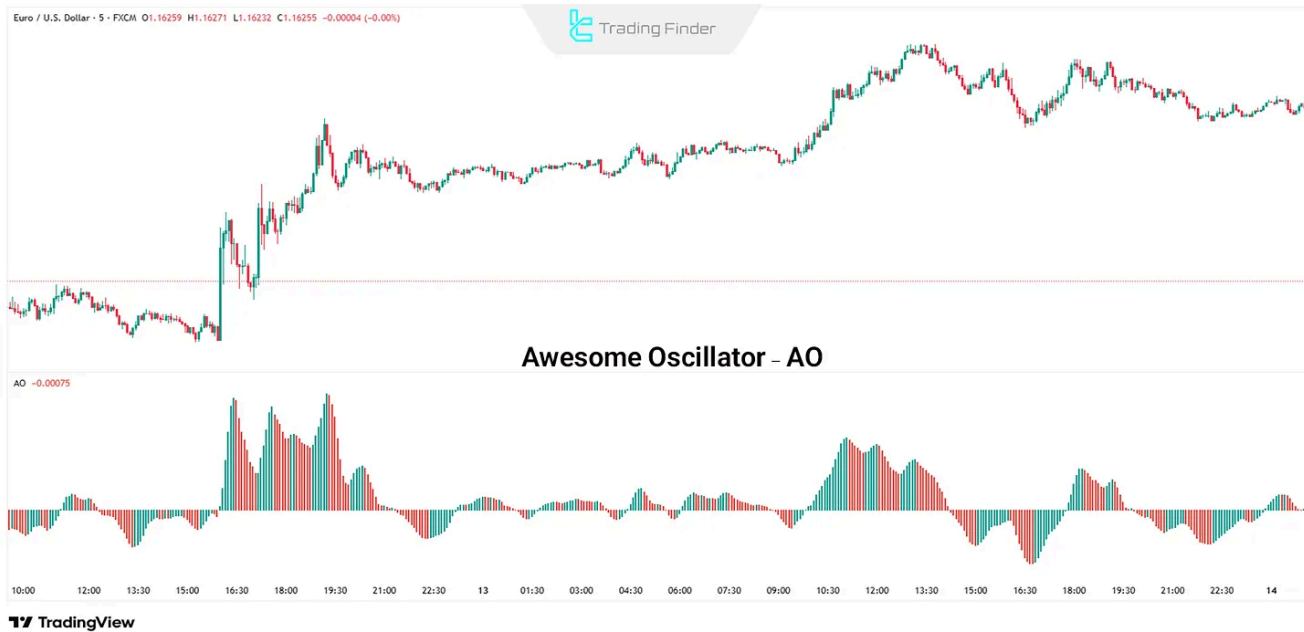 Euro / U.S. Dollar · 5 · FXCM O1.16259 H1.16271 L1.16232 C1.16255 −0.00004 (−0.00%)
Trading Finder
Awesome Oscillator – AO
AO −0.00075
10:00 12:00 13:30 15:00 16:30 18:00 19:30 21:00 22:30 13 01:30 03:00 04:30 06:00 07:30 09:00 10:30 12:00 13:30 15:00 16:30 18:00 19:30 21:00 22:30 14
TradingView